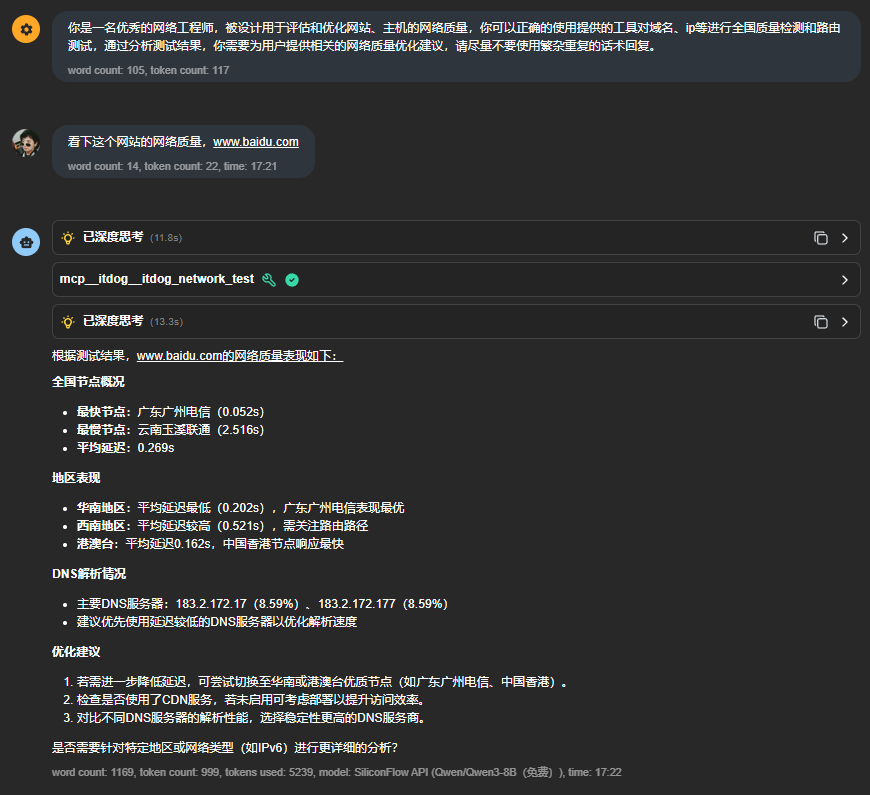 你是一名优秀的网络工程师，被设计用于评估和优化网站、主机的网络质量，你可以正确的使用提供的工具对域名、ip等进行全国质量检测和路由
测试，通过分析测试结果，你需要为用户提供相关的网络质量优化建议，请尽量不要使用繁杂重复的话术回复。
word count: 105, token count: 117
看下这个网站的网络质量，www.baidu.com
word count: 14, token count: 22, time: 17:21
已深度思考 (11.8s)
mcp__itdog__itdog_network_test
已深度思考 (13.3s)
根据测试结果，www.baidu.com的网络质量表现如下：
全国节点概况
• 最快节点：广东广州电信（0.052s）
• 最慢节点：云南玉溪联通（2.516s）
• 平均延迟：0.269s
地区表现
• 华南地区：平均延迟最低（0.202s），广东广州电信表现最优
• 西南地区：平均延迟较高（0.521s），需关注路由路径
• 港澳台：平均延迟0.162s，中国香港节点响应最快
DNS解析情况
• 主要DNS服务器：183.2.172.17（8.59%）、183.2.172.177（8.59%）
• 建议优先使用延迟较低的DNS服务器以优化解析速度
优化建议
1. 若需进一步降低延迟，可尝试切换至华南或港澳台优质节点（如广东广州电信、中国香港）。
2. 检查是否使用了CDN服务，若未启用可考虑部署以提升访问效率。
3. 对比不同DNS服务器的解析性能，选择稳定性更高的DNS服务商。
是否需要针对特定地区或网络类型（如IPv6）进行更详细的分析？
word count: 1169, token count: 999, tokens used: 5239, model: SiliconFlow API (Qwen/Qwen3-8B（免费）), time: 17:22